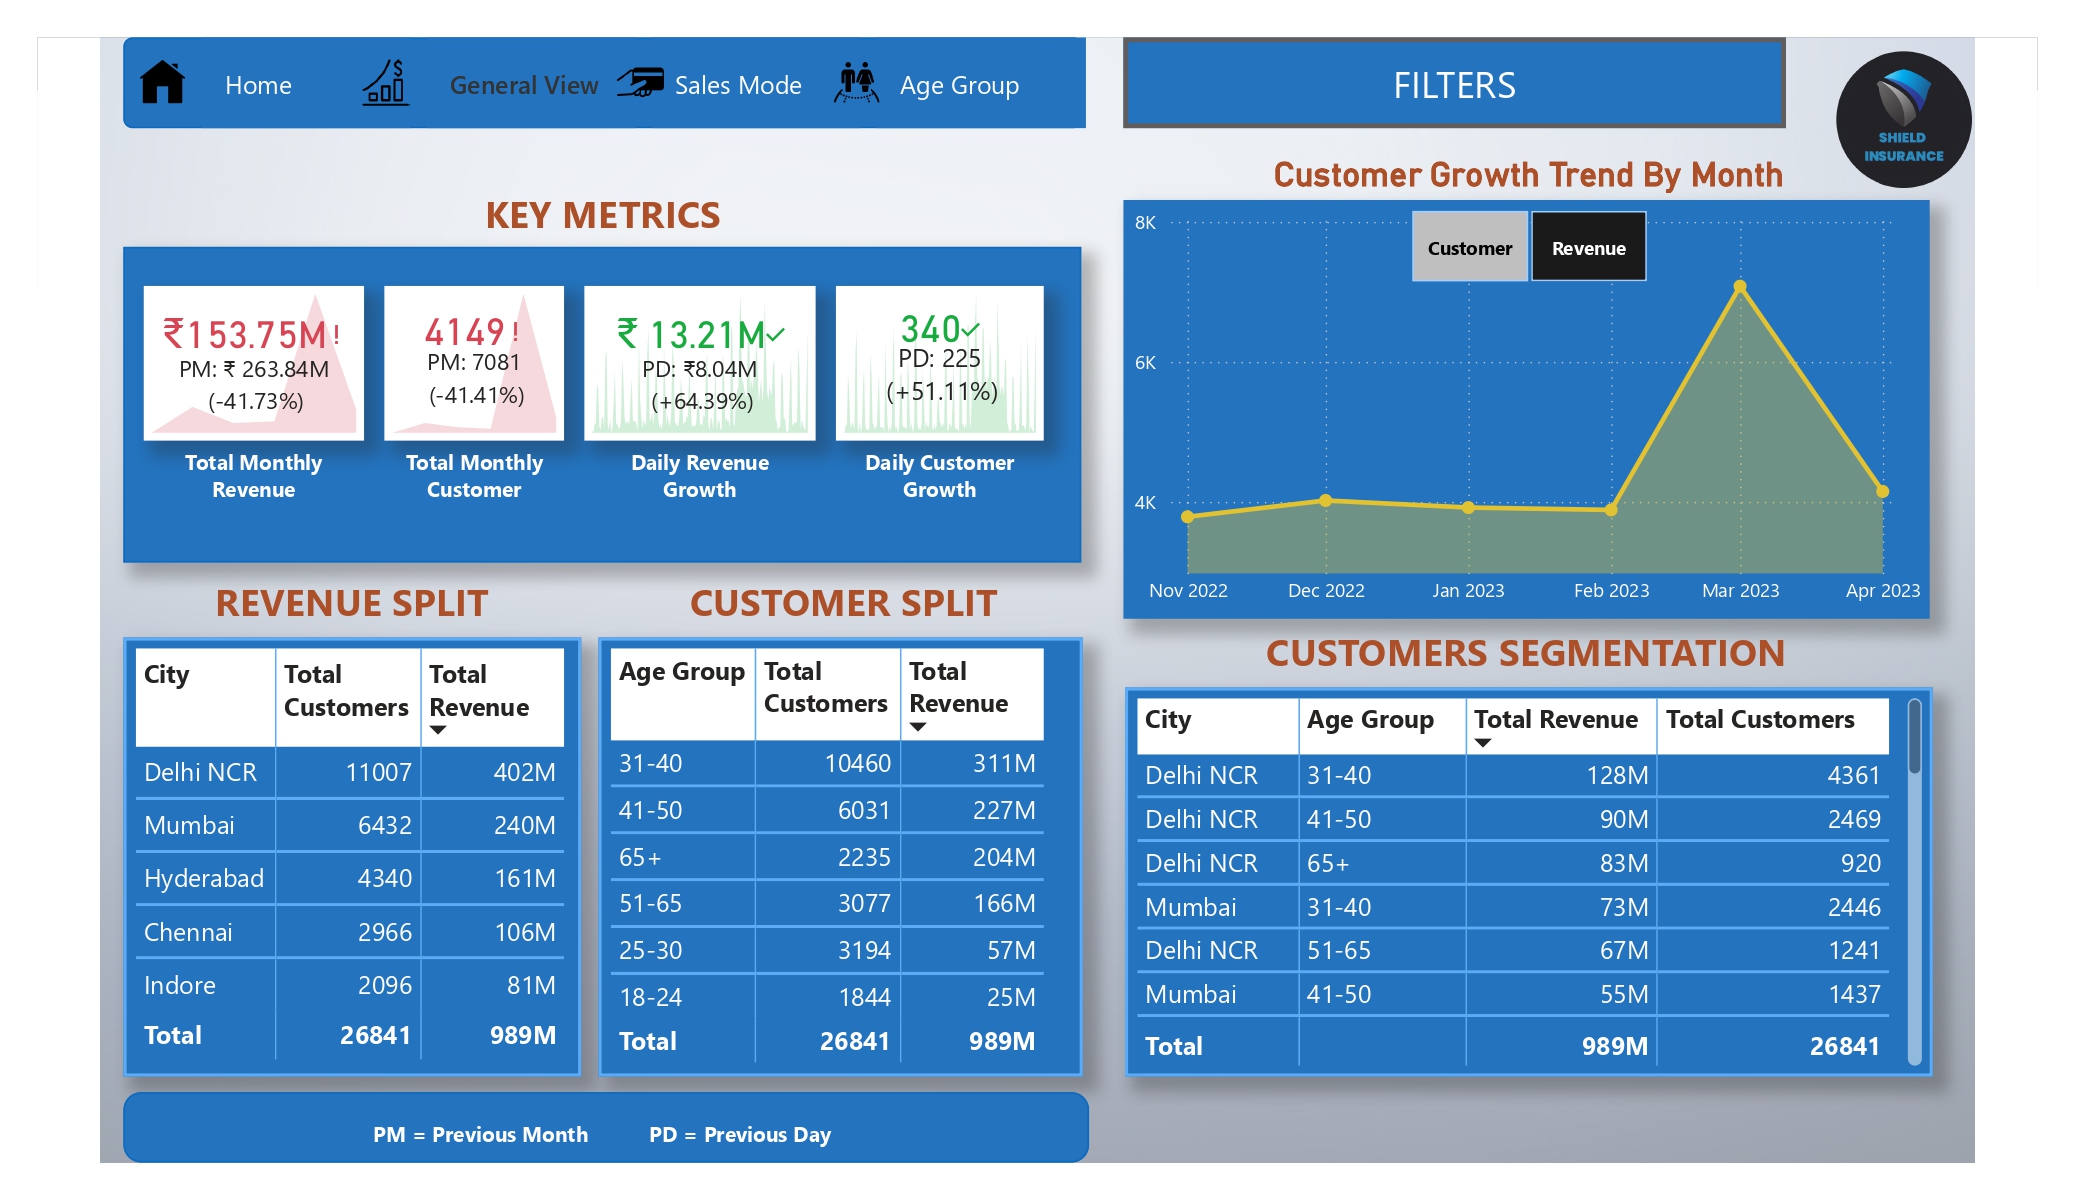 Home
General View
Sales Mode
Age Group
FILTERS
SHIELD
INSURANCE
KEY METRICS
₹153.75M!
PM: ₹ 263.84M
(-41.73%)
Total Monthly
Revenue
4149!
PM: 7081
(-41.41%)
Total Monthly
Customer
₹ 13.21M✓
PD: ₹8.04M
(+64.39%)
Daily Revenue
Growth
340✓
PD: 225
(+51.11%)
Daily Customer
Growth
Customer Growth Trend By Month
Customer
Revenue
8K
6K
4K
Nov 2022 Dec 2022 Jan 2023 Feb 2023 Mar 2023 Apr 2023
REVENUE SPLIT
City Total Customers Total Revenue
Delhi NCR 11007 402M
Mumbai 6432 240M
Hyderabad 4340 161M
Chennai 2966 106M
Indore 2096 81M
Total 26841 989M
CUSTOMER SPLIT
Age Group Total Customers Total Revenue
31-40 10460 311M
41-50 6031 227M
65+ 2235 204M
51-65 3077 166M
25-30 3194 57M
18-24 1844 25M
Total 26841 989M
CUSTOMERS SEGMENTATION
City Age Group Total Revenue Total Customers
Delhi NCR 31-40 128M 4361
Delhi NCR 41-50 90M 2469
Delhi NCR 65+ 83M 920
Mumbai 31-40 73M 2446
Delhi NCR 51-65 67M 1241
Mumbai 41-50 55M 1437
Total 989M 26841
PM = Previous Month PD = Previous Day